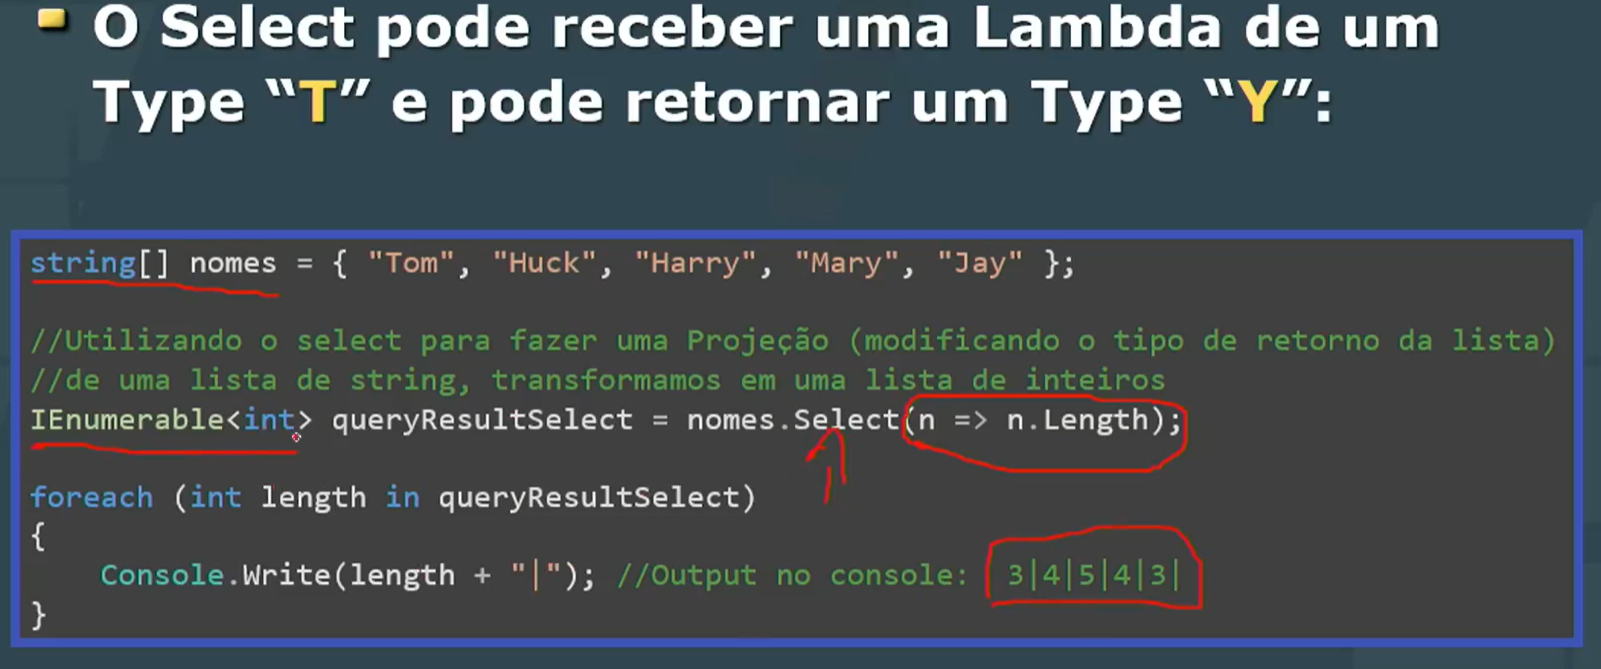 O Select pode receber uma Lambda de um
Type “T” e pode retornar um Type “Y”:
string[] nomes = { "Tom", "Huck", "Harry", "Mary", "Jay" };
//Utilizando o select para fazer uma Projeção (modificando o tipo de retorno da lista)
//de uma lista de string, transformamos em uma lista de inteiros
IEnumerable<int> queryResultSelect = nomes.Select(n => n.Length);
foreach (int length in queryResultSelect)
{
Console.Write(length + "|"); //Output no console: 3|4|5|4|3|
}